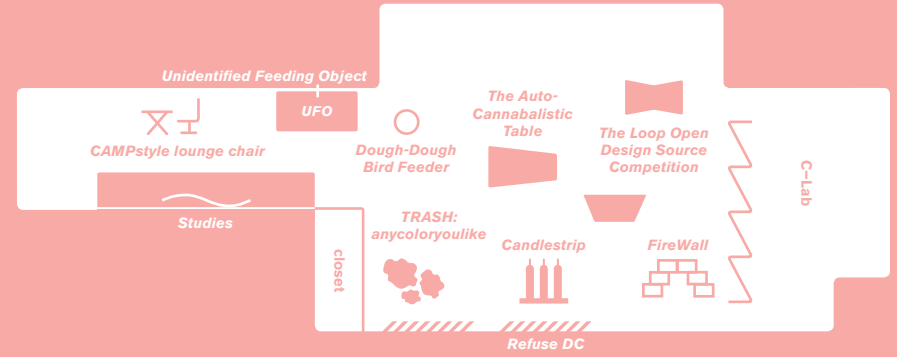 Unidentified Feeding Object
UFO
CAMPstyle lounge chair
Studies
Dough-Dough
Bird Feeder
The Auto-
Cannabalistic
Table
The Loop Open
Design Source
Competition
C–Lab
TRASH:
anycoloryoulike
closet
Candlestrip
FireWall
Refuse DC